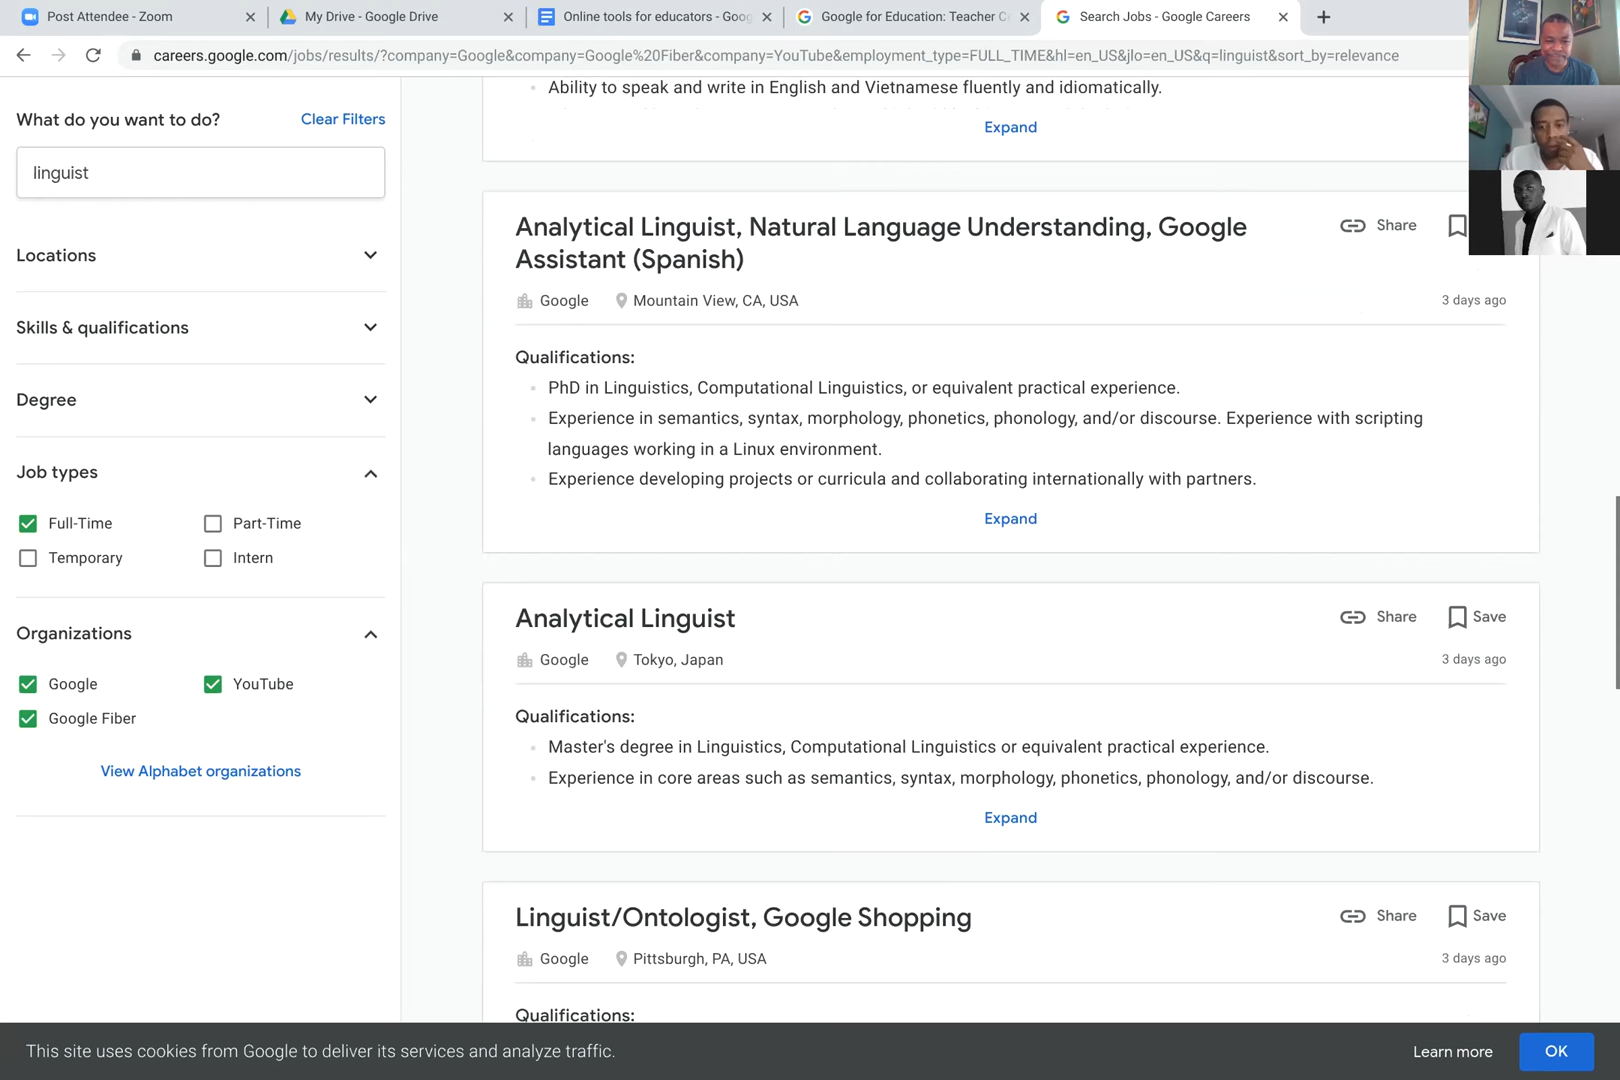 Post Attendee - Zoom
My Drive - Google Drive
Online tools for educators - Goog
Google for Education: Teacher C
Search Jobs - Google Careers
careers.google.com/jobs/results/?company=Google&company=Google%20Fiber&company=YouTube&employment_type=FULL_TIME&hl=en_US&jlo=en_US&q=linguist&sort_by=relevance
What do you want to do?
Clear Filters
linguist
Locations
Skills & qualifications
Degree
Job types
Full-Time
Part-Time
Temporary
Intern
Organizations
Google
YouTube
Google Fiber
View Alphabet organizations
Ability to speak and write in English and Vietnamese fluently and idiomatically.
Expand
Analytical Linguist, Natural Language Understanding, Google
Assistant (Spanish)
Share
Google
Mountain View, CA, USA
3 days ago
Qualifications:
PhD in Linguistics, Computational Linguistics, or equivalent practical experience.
Experience in semantics, syntax, morphology, phonetics, phonology, and/or discourse. Experience with scripting
languages working in a Linux environment.
Experience developing projects or curricula and collaborating internationally with partners.
Expand
Analytical Linguist
Share
Save
Google
Tokyo, Japan
3 days ago
Qualifications:
Master's degree in Linguistics, Computational Linguistics or equivalent practical experience.
Experience in core areas such as semantics, syntax, morphology, phonetics, phonology, and/or discourse.
Expand
Linguist/Ontologist, Google Shopping
Share
Save
Google
Pittsburgh, PA, USA
3 days ago
Qualifications:
This site uses cookies from Google to deliver its services and analyze traffic.
Learn more
OK